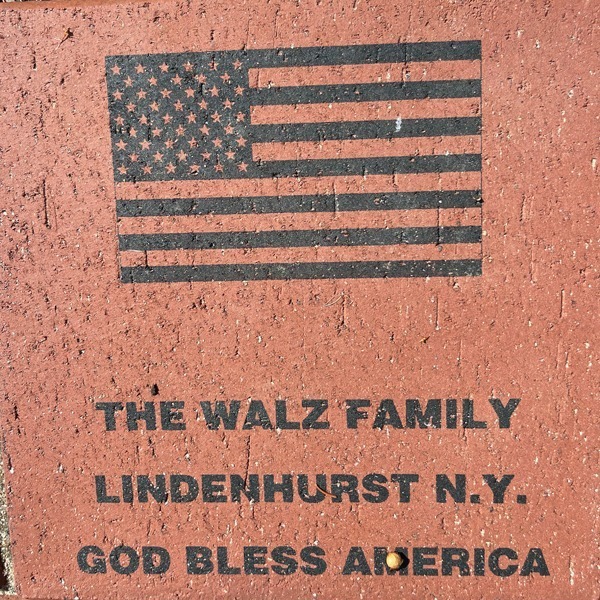 THE WALZ FAMILY
LINDENHURST N.Y.
GOD BLESS AMERICA